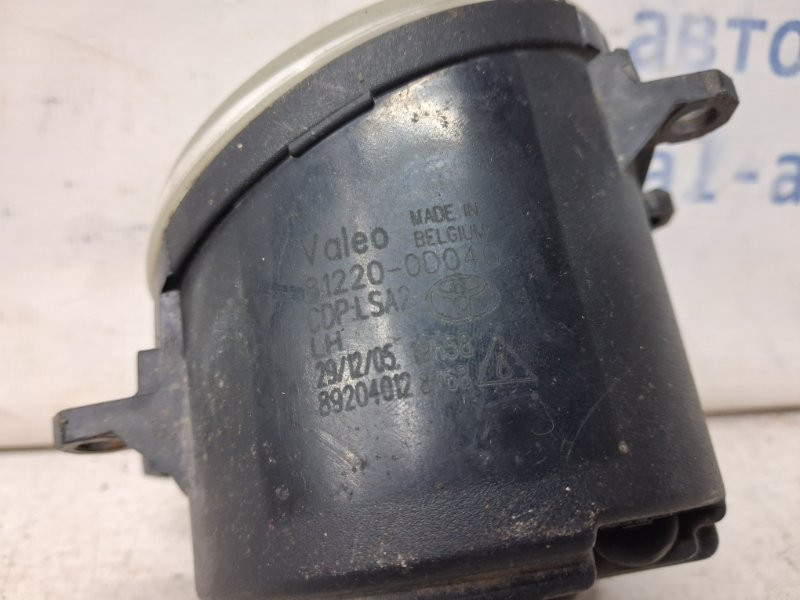 Valeo MADE IN
BELGIUM
81220-0D040
CDP-LSA2
LH
29/12/05.
89204012
авто
al-a